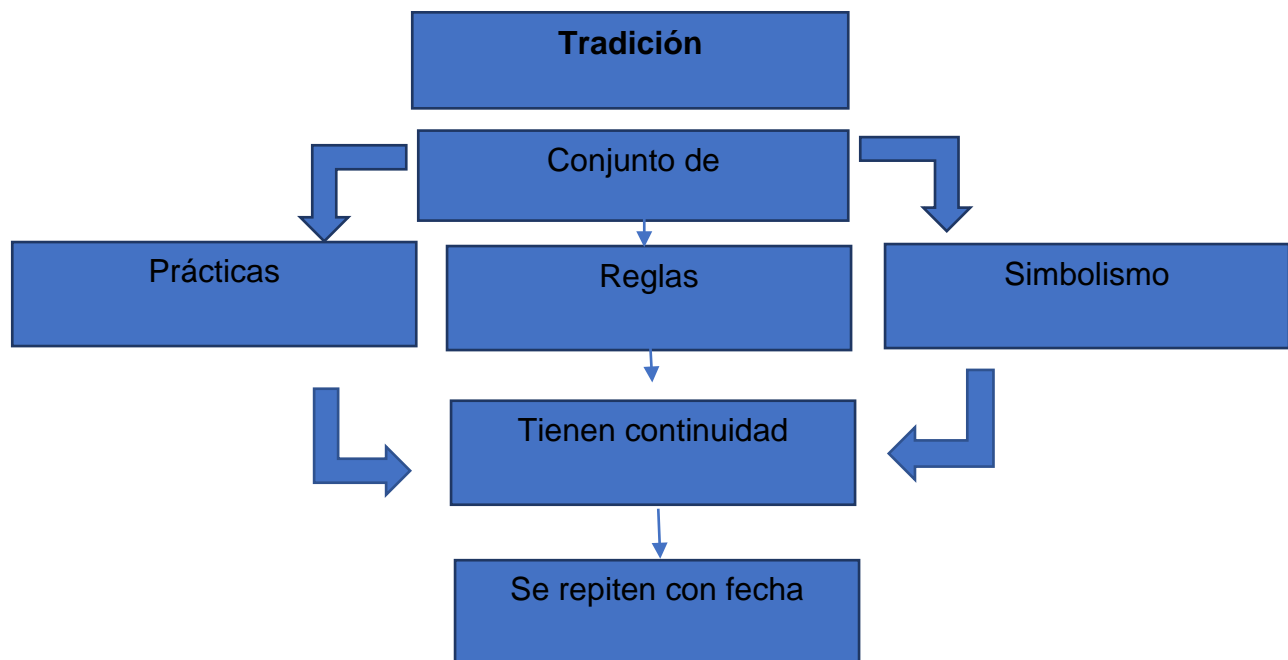 Tradición
Conjunto de
Prácticas
Reglas
Simbolismo
Tienen continuidad
Se repiten con fecha